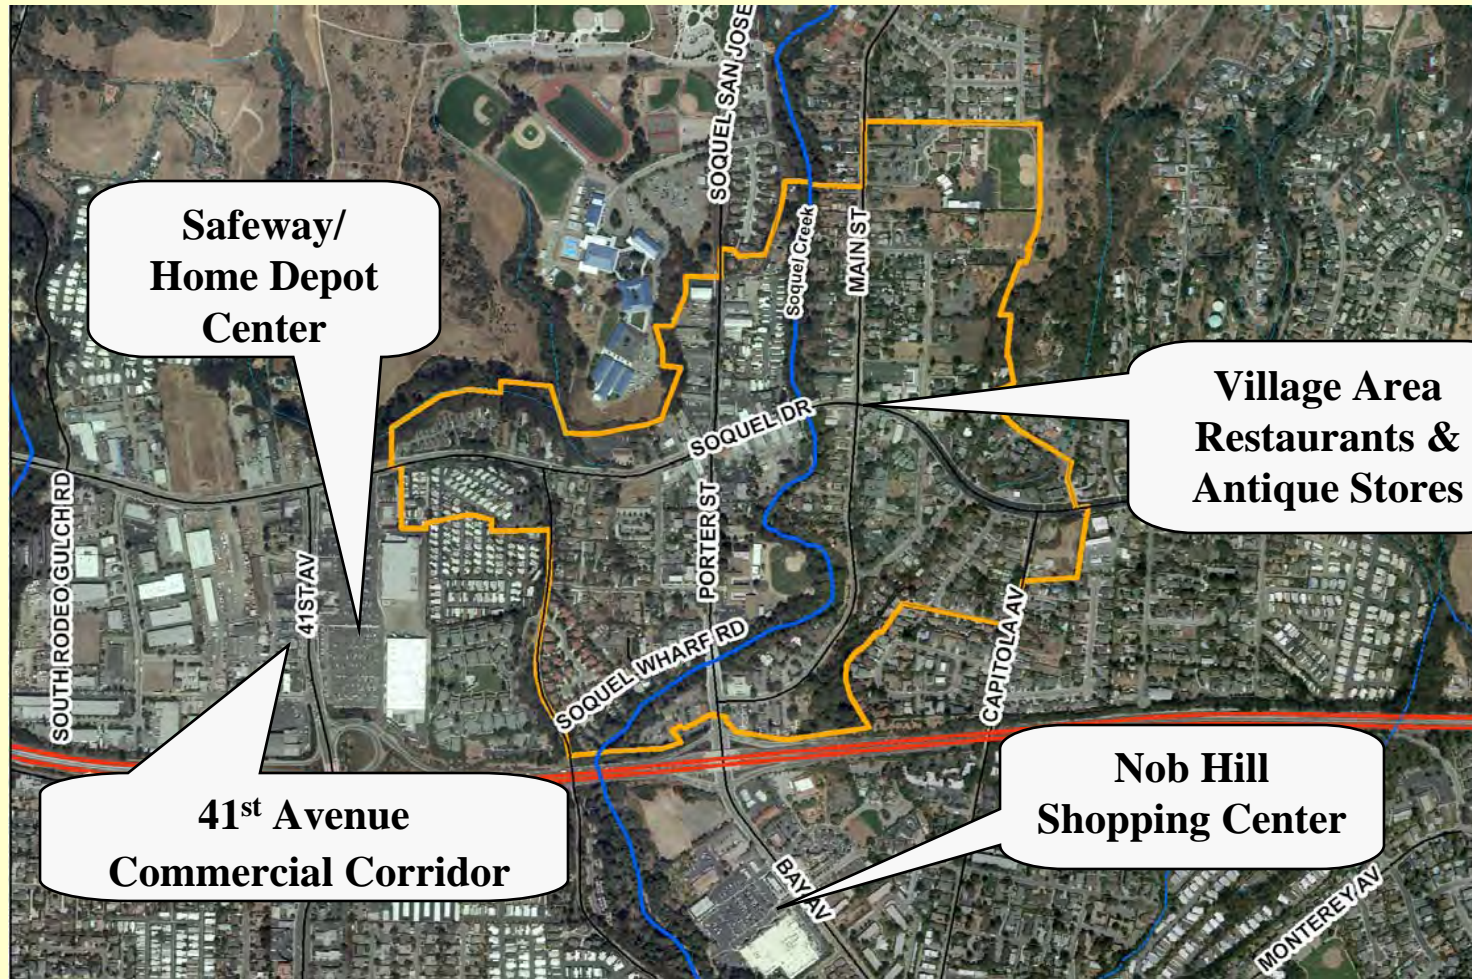 SOQUEL SAN JOSE
Safeway/
Home Depot
Center
Soquel Creek
MAIN ST
Village Area
Restaurants &
Antique Stores
SOQUEL DR
SOUTH RODEO GULCH RD
41ST AV
PORTER ST
SOQUEL WHARF RD
CAPITOLA AV
41st Avenue
Commercial Corridor
Nob Hill
Shopping Center
BAY AV
MONTEREY AV